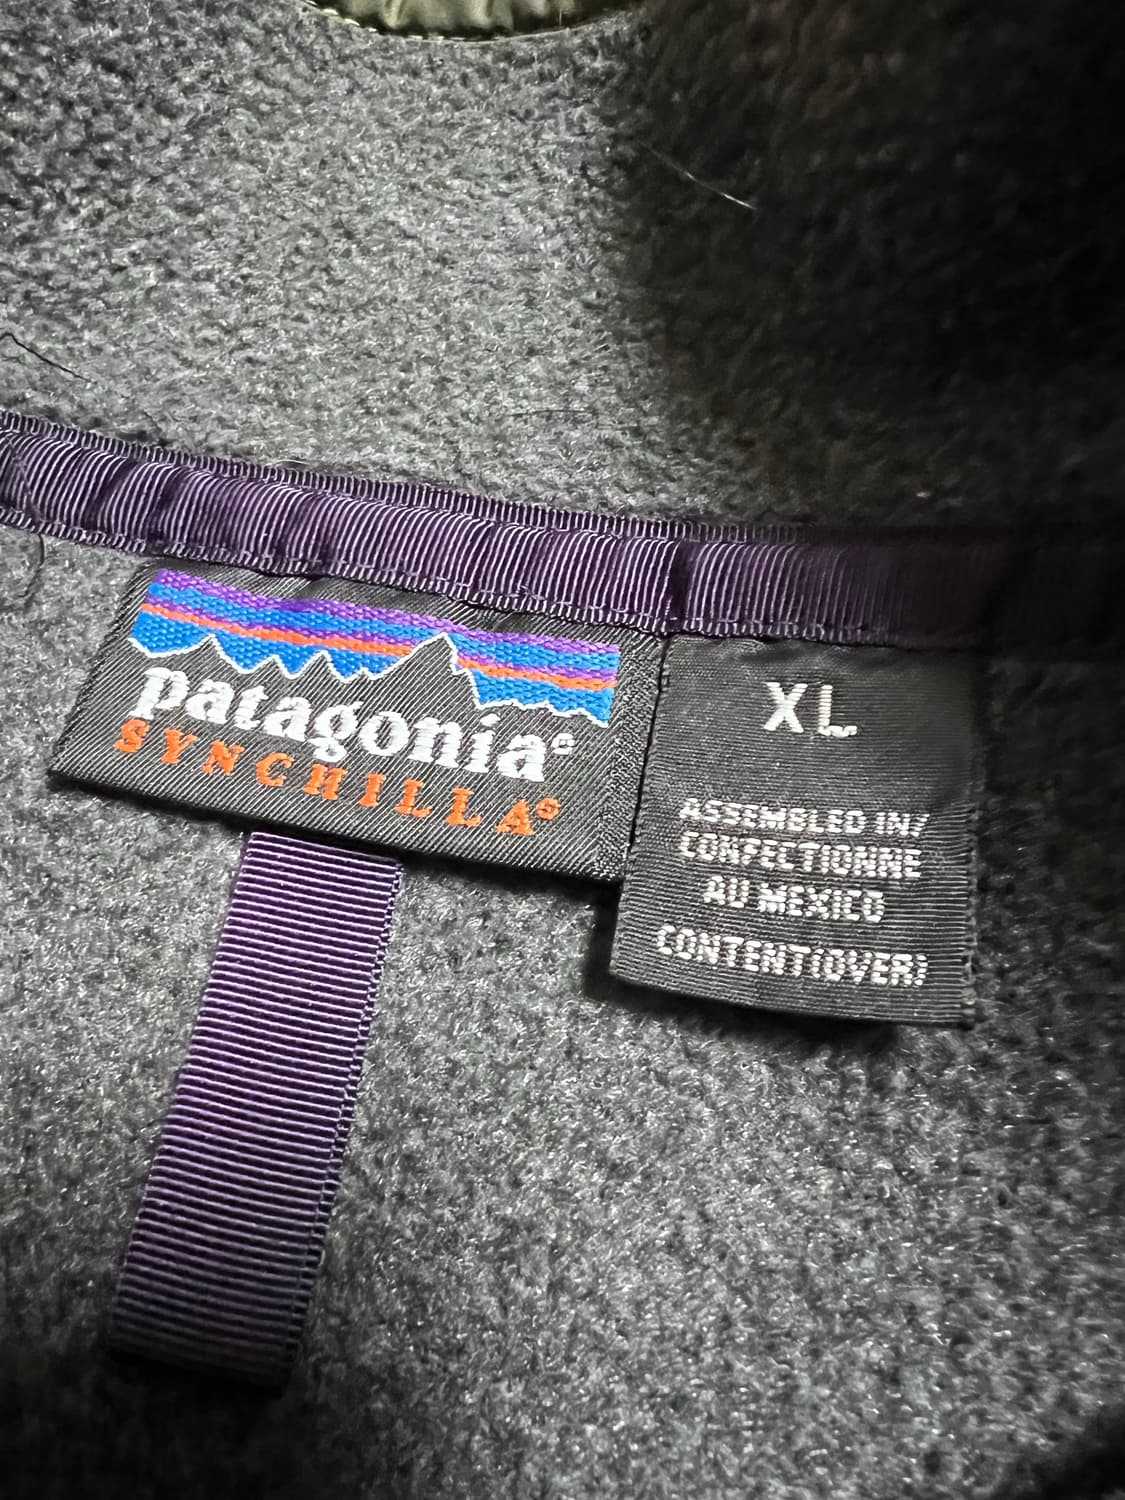 patagonia®
SYNCHILLA®
XL
ASSEMBLED IN/
CONFECTIONNE
AU MEXICO
CONTENT(OVER)